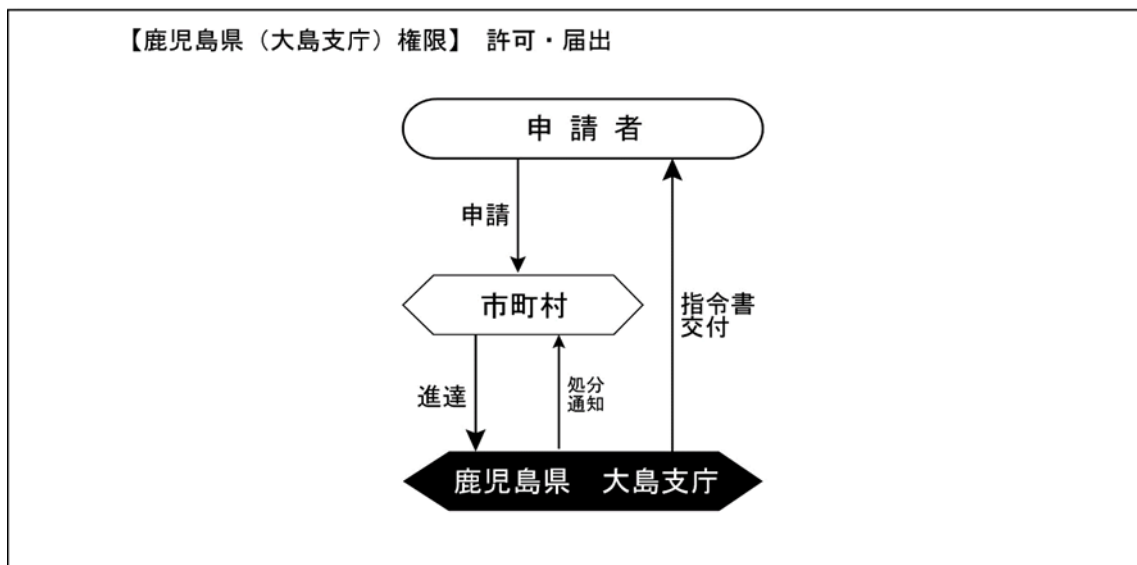 【鹿児島県（大島支庁）権限】 許可・届出
申請者
申請
市町村
指令書
交付
進達
処分
通知
鹿児島県 大島支庁